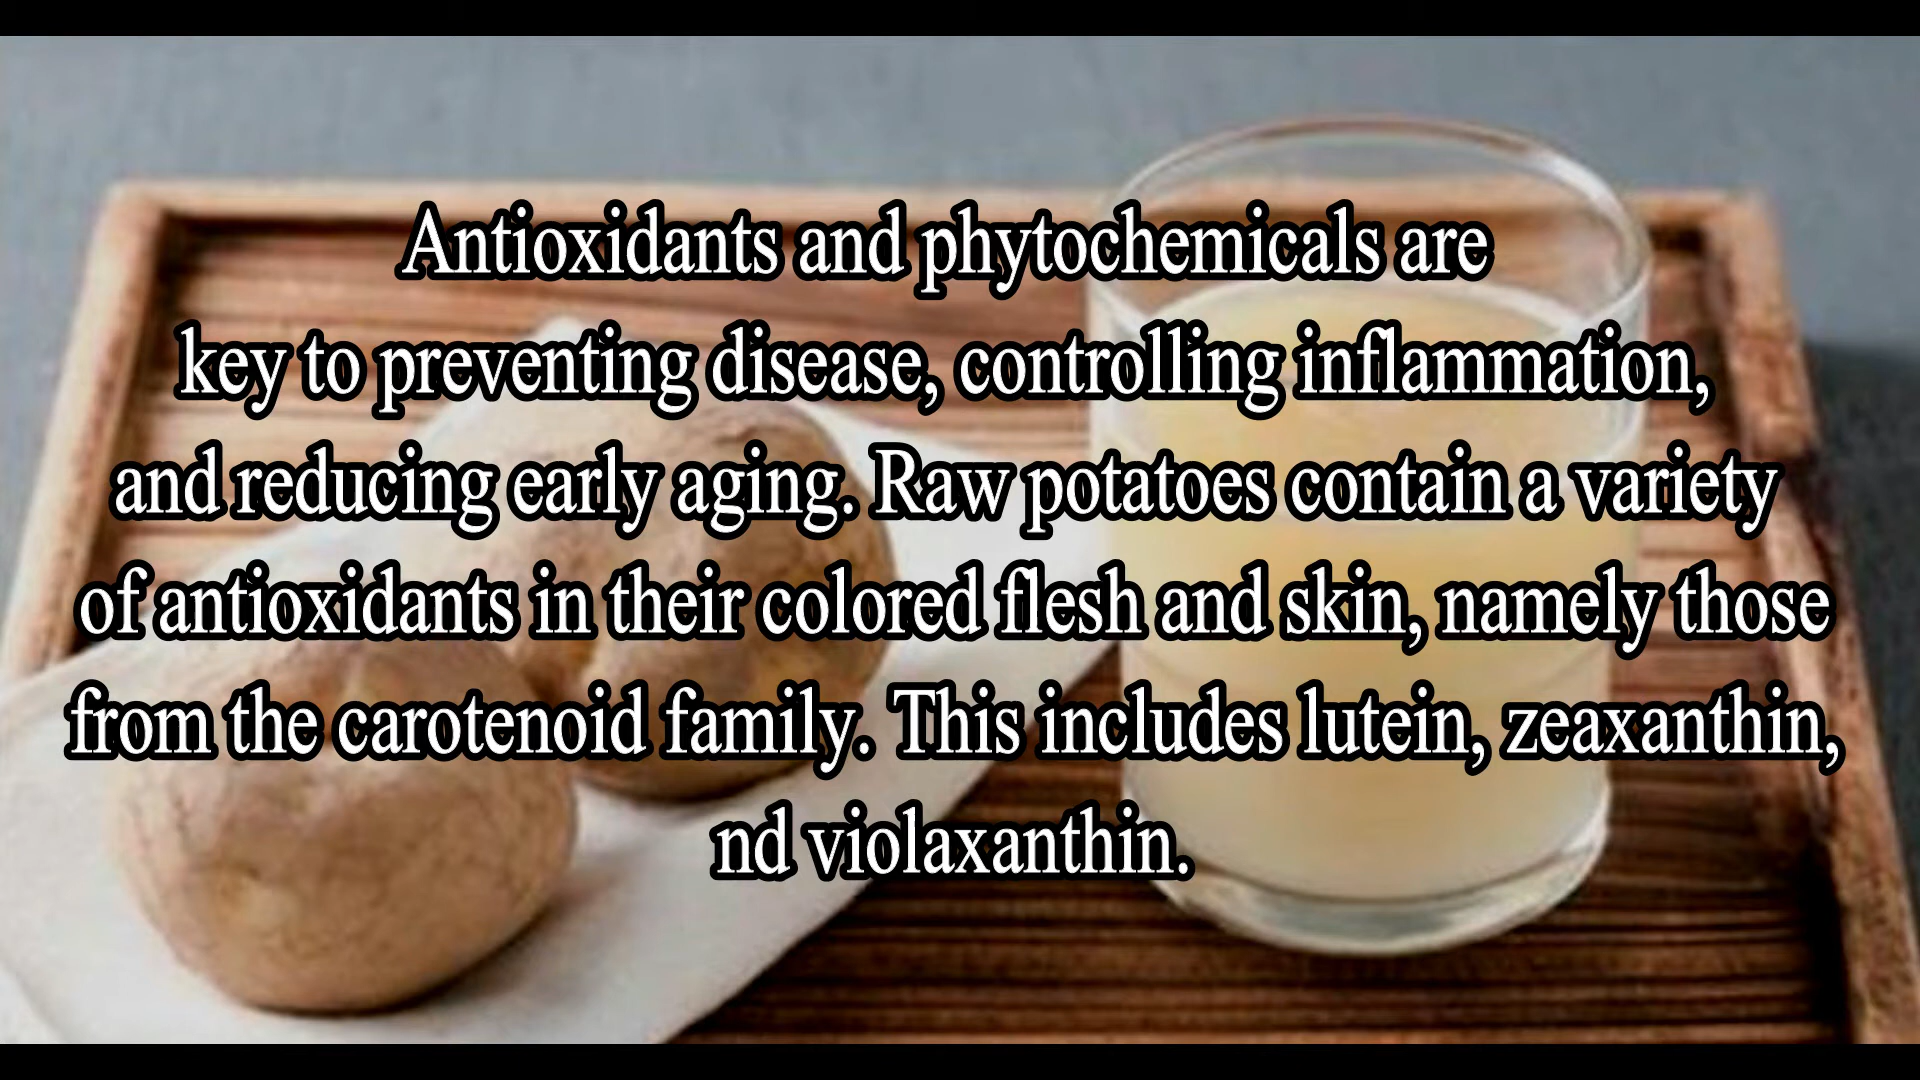 Antioxidants and phytochemicals are
key to preventing disease, controlling inflammation,
and reducing early aging. Raw potatoes contain a variety
of antioxidants in their colored flesh and skin, namely those
from the carotenoid family. This includes lutein, zeaxanthin,
nd violaxanthin.